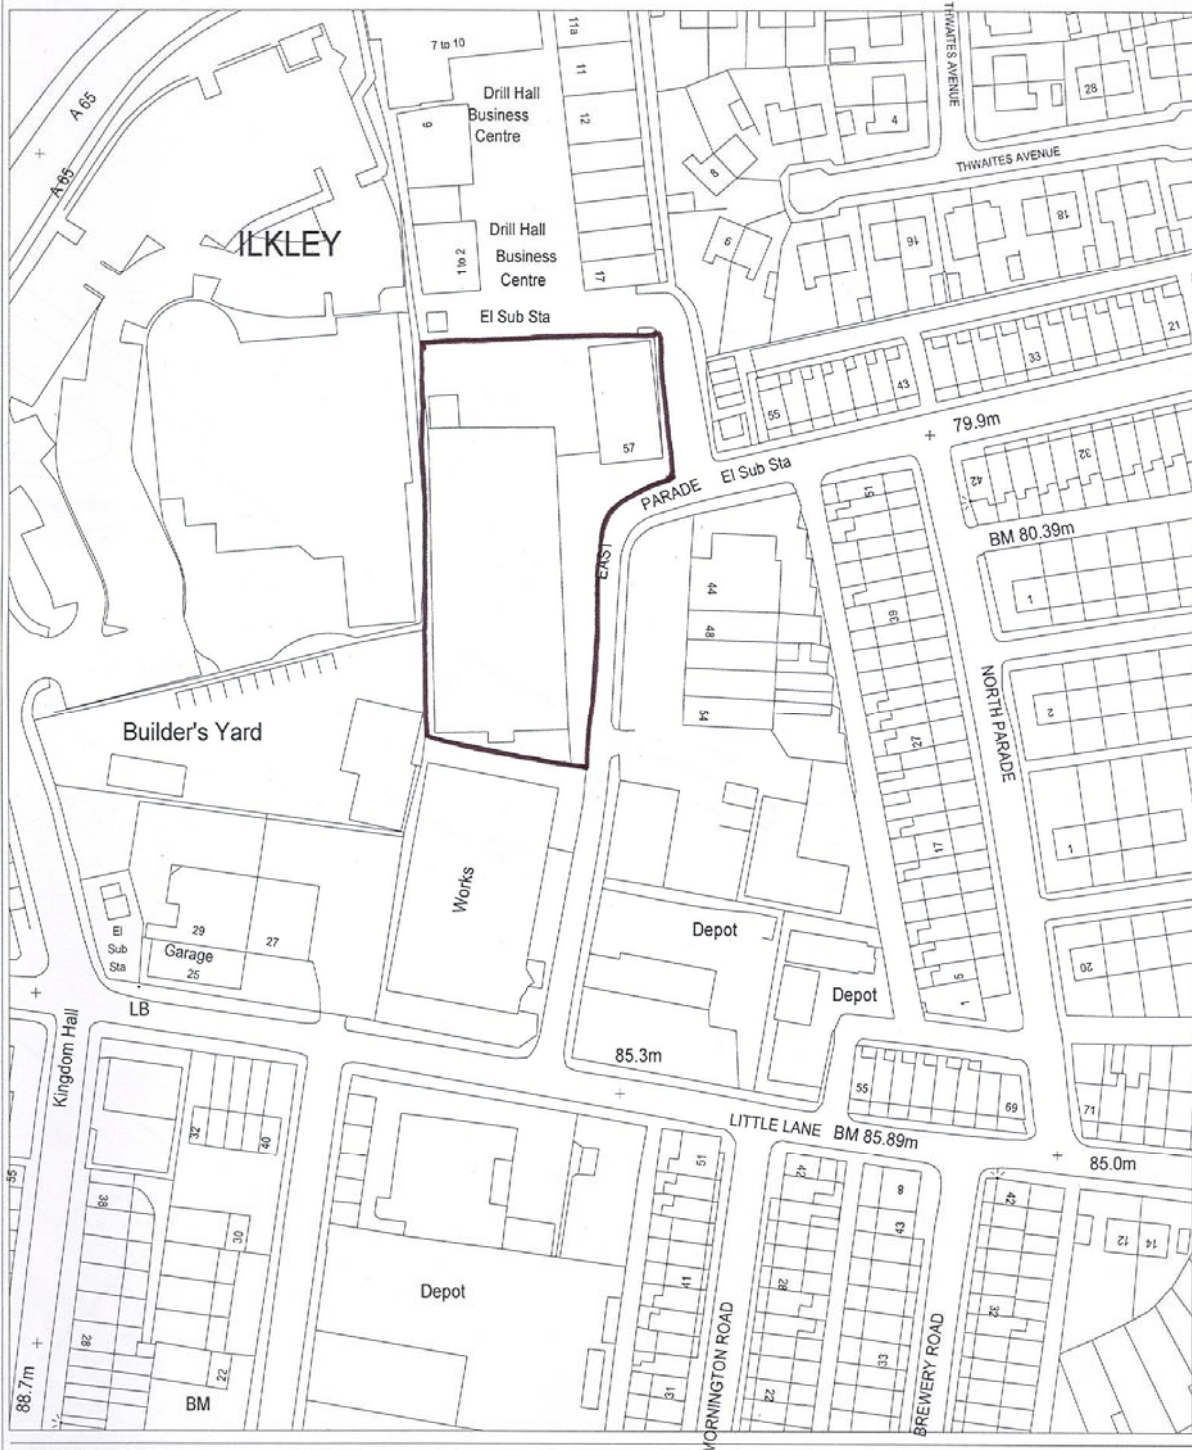 THWAITES AVENUE
7 to 10
11a
A 65
11
Drill Hall
Business
Centre
28
6
12
4
THWAITES AVENUE
A 65
8
18
ILKLEY
Drill Hall
Business
Centre
1 to 2
17
9
16
El Sub Sta
21
33
43
55
79.9m
57
32
El Sub Sta
PARADE
42
51
BM 80.39m
EAST
44
1
48
39
NORTH PARADE
54
2
Builder's Yard
27
17
1
Works
El
Sub
Sta
29
27
Garage
25
Depot
20
5
1
Depot
LB
Kingdom Hall
85.3m
55
69
71
LITTLE LANE
BM 85.89m
32
40
51
85.0m
55
42
8
38
42
43
30
12
14
Depot
41
28
32
28
MORNINGTON ROAD
BREWERY ROAD
33
22
88.7m
31
22
BM